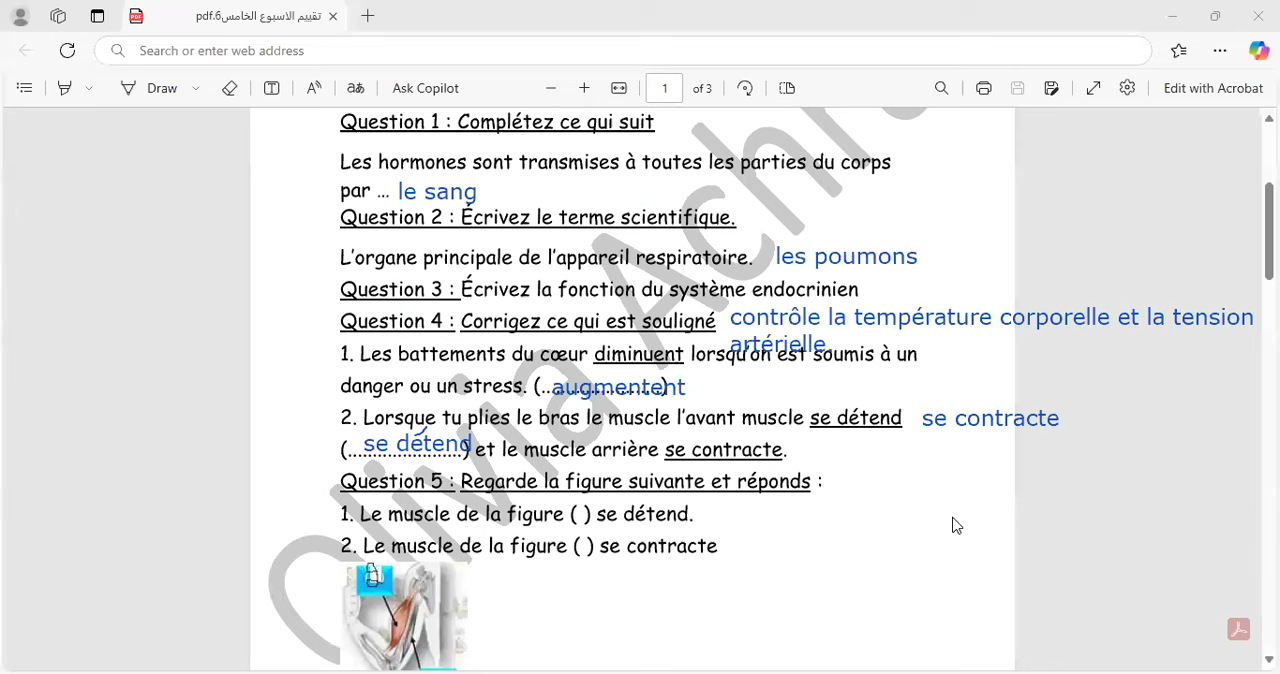 تقييم الاسبوع الخامس6.pdf
Search or enter web address
Draw
Ask Copilot
1 of 3
Edit with Acrobat
Question 1 : Complétez ce qui suit
Les hormones sont transmises à toutes les parties du corps
par ... le sang
Question 2 : Écrivez le terme scientifique.
L'organe principale de l'appareil respiratoire. les poumons
Question 3 : Écrivez la fonction du système endocrinien
contrôle la température corporelle et la tension
artérielle.
Question 4 : Corrigez ce qui est souligné
1. Les battements du cœur diminuent lorsqu'on est soumis à un
danger ou un stress. (....................) augmentent
2. Lorsque tu plies le bras le muscle l'avant muscle se détend se contracte
(......................) et le muscle arrière se contracte.
se détend
Question 5 : Regarde la figure suivante et réponds :
1. Le muscle de la figure ( ) se détend.
2. Le muscle de la figure ( ) se contracte
Olivia Achra